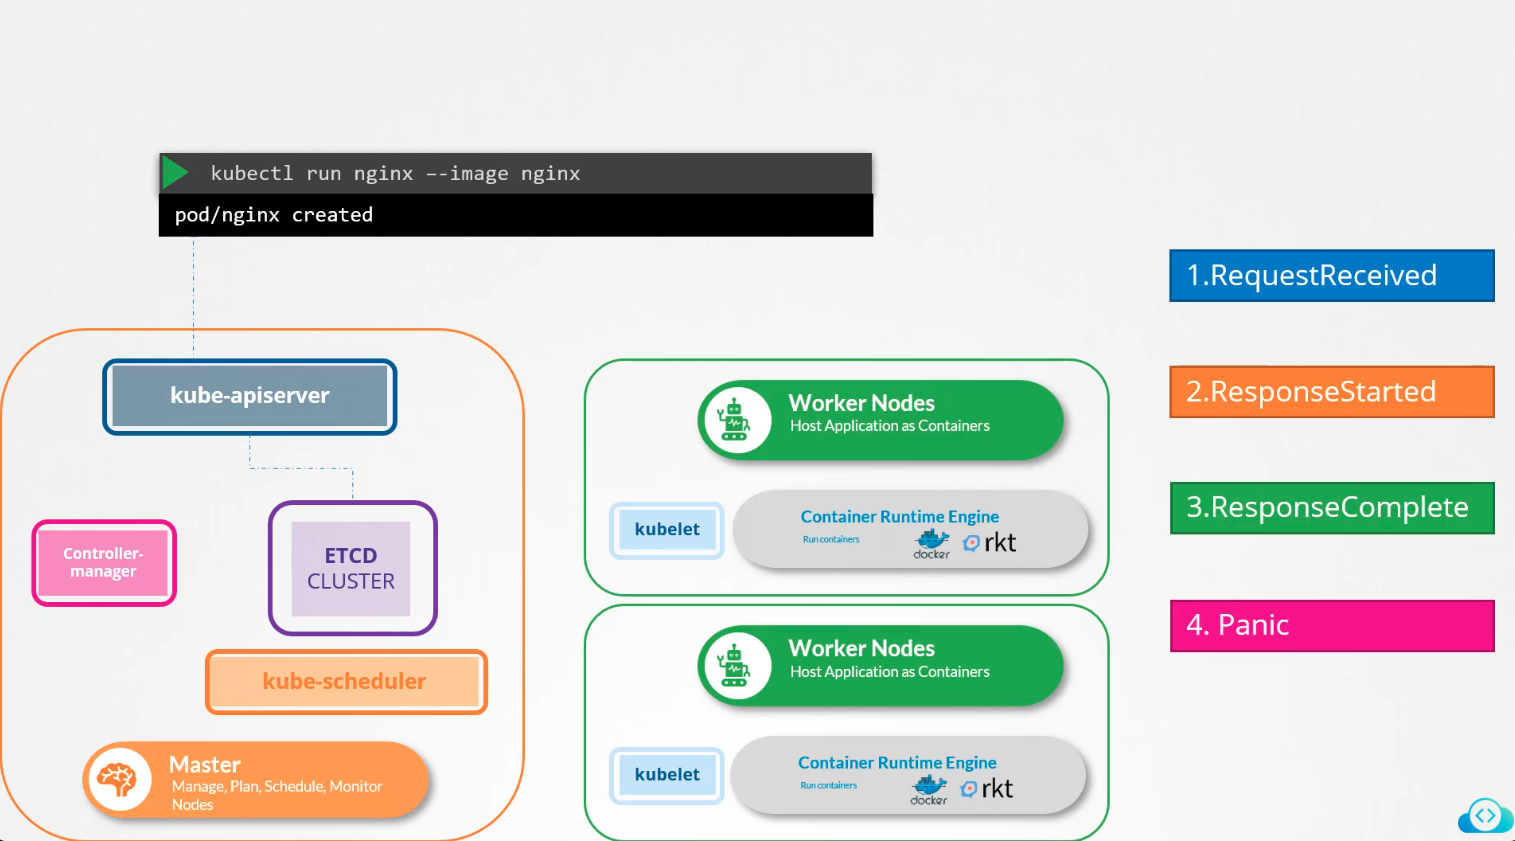 kubectl run nginx –-image nginx
pod/nginx created
1.RequestReceived
2.ResponseStarted
3.ResponseComplete
4. Panic
kube-apiserver
Controller-
manager
ETCD
CLUSTER
kube-scheduler
Master
Manage, Plan, Schedule, Monitor
Nodes
Worker Nodes
Host Application as Containers
kubelet
Container Runtime Engine
Run containers
docker
rkt
Worker Nodes
Host Application as Containers
kubelet
Container Runtime Engine
Run containers
docker
rkt